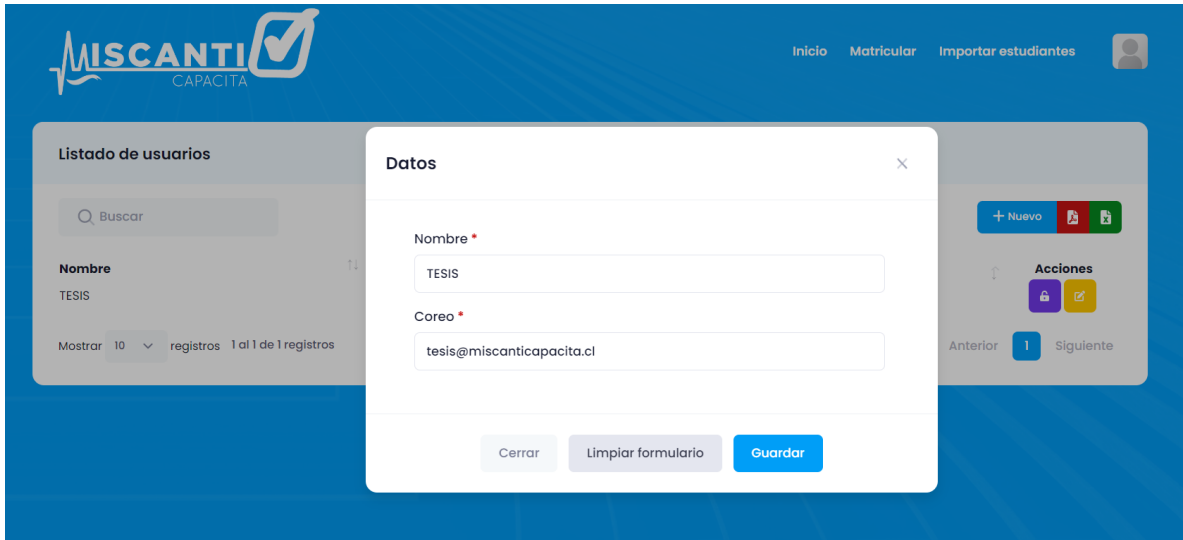 MISCANTI
CAPACITA
Inicio Matricular Importar estudiantes
Listado de usuarios
Buscar
+ Nuevo
Nombre
Acciones
TESIS
Mostrar 10 registros 1 al 1 de 1 registros
Anterior 1 Siguiente
Datos
Nombre *
TESIS
Coreo *
tesis@miscanticapacita.cl
Cerrar Limpiar formulario Guardar